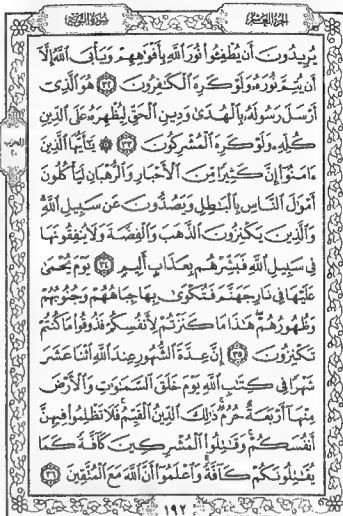 الجزء العاشر
سورة التوبة
يُرِيدُونَ أَن يُطْفِـُٔوا۟ نُورَ ٱللَّهِ بِأَفْوَٰهِهِمْ وَيَأْبَى ٱللَّهُ إِلَّآ
أَن يُتِمَّ نُورَهُۥ وَلَوْ كَرِهَ ٱلْكَٰفِرُونَ ٣٢ هُوَ ٱلَّذِىٓ
أَرْسَلَ رَسُولَهُۥ بِٱلْهُدَىٰ وَدِينِ ٱلْحَقِّ لِيُظْهِرَهُۥ عَلَى ٱلدِّينِ
كُلِّهِۦ وَلَوْ كَرِهَ ٱلْمُشْرِكُونَ ٣٣ ۞ يَٰٓأَيُّهَا ٱلَّذِينَ
ءَامَنُوٓا۟ إِنَّ كَثِيرًا مِّنَ ٱلْأَحْبَارِ وَٱلرُّهْبَانِ لَيَأْكُلُونَ
أَمْوَٰلَ ٱلنَّاسِ بِٱلْبَٰطِلِ وَيَصُدُّونَ عَن سَبِيلِ ٱللَّهِ
وَٱلَّذِينَ يَكْنِزُونَ ٱلذَّهَبَ وَٱلْفِضَّةَ وَلَا يُنفِقُونَهَا
فِى سَبِيلِ ٱللَّهِ فَبَشِّرْهُم بِعَذَابٍ أَلِيمٍ ٣٤ يَوْمَ يُحْمَىٰ
عَلَيْهَا فِى نَارِ جَهَنَّمَ فَتُكْوَىٰ بِهَا جِبَاهُهُمْ وَجُنُوبُهُمْ
وَظُهُورُهُمْ هَٰذَا مَا كَنَزْتُمْ لِأَنفُسِكُمْ فَذُوقُوا۟ مَا كُنتُمْ
تَكْنِزُونَ ٣٥ إِنَّ عِدَّةَ ٱلشُّهُورِ عِندَ ٱللَّهِ ٱثْنَا عَشَرَ
شَهْرًا فِى كِتَٰبِ ٱللَّهِ يَوْمَ خَلَقَ ٱلسَّمَٰوَٰتِ وَٱلْأَرْضَ
مِنْهَآ أَرْبَعَةٌ حُرُمٌ ذَٰلِكَ ٱلدِّينُ ٱلْقَيِّمُ فَلَا تَظْلِمُوا۟ فِيهِنَّ
أَنفُسَكُمْ وَقَٰتِلُوا۟ ٱلْمُشْرِكِينَ كَآفَّةً كَمَا
يُقَٰتِلُونَكُمْ كَآفَّةً وَٱعْلَمُوٓا۟ أَنَّ ٱللَّهَ مَعَ ٱلْمُتَّقِينَ ٣٦
١٩٢